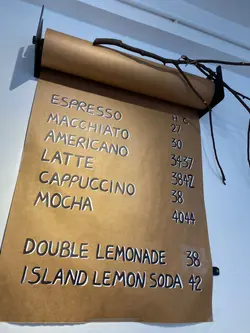 H C
ESPRESSO 27
MACCHIATO 30
AMERICANO 34 37
LATTE 38 42
CAPPUCCINO 38
MOCHA 40 44
DOUBLE LEMONADE 38
ISLAND LEMON SODA 42